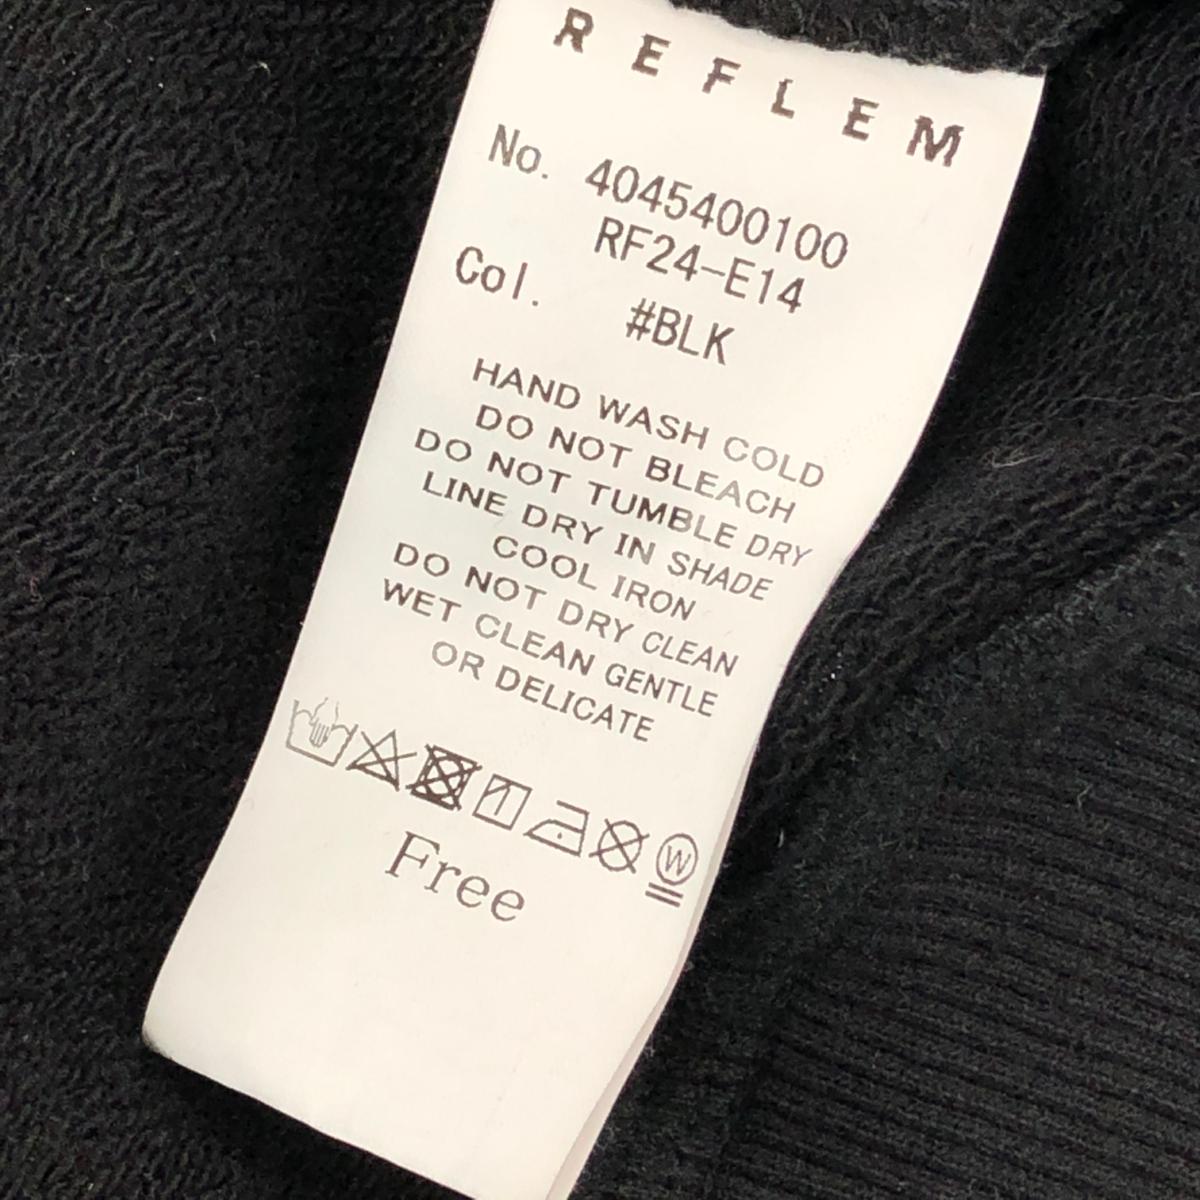 REFLEM
No. 4045400100
RF24-E14
Col. #BLK
HAND WASH COLD
DO NOT BLEACH
DO NOT TUMBLE DRY
LINE DRY IN SHADE
COOL IRON
DO NOT DRY CLEAN
WET CLEAN GENTLE
OR DELICATE
W
Free